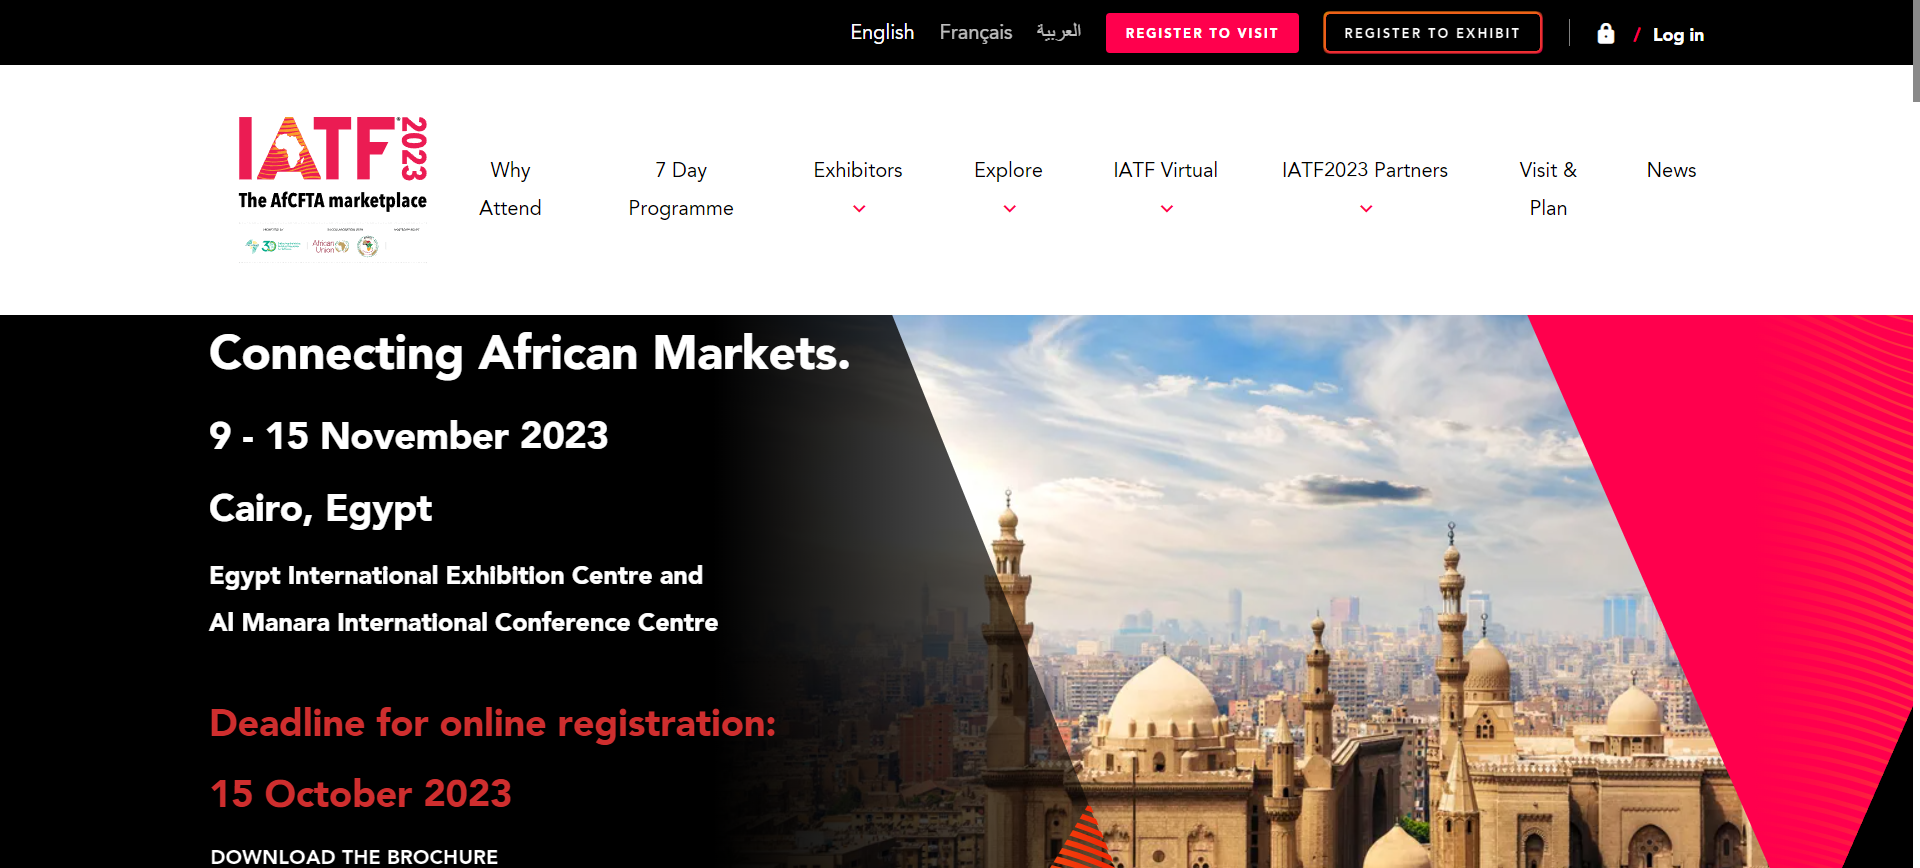 English Français العربية REGISTER TO VISIT REGISTER TO EXHIBIT / Log in
IATF 2023
The AfCFTA marketplace
African
Union
Why
Attend
7 Day
Programme
Exhibitors
Explore
IATF Virtual
IATF2023 Partners
Visit &
Plan
News
Connecting African Markets.
9 - 15 November 2023
Cairo, Egypt
Egypt International Exhibition Centre and
Al Manara International Conference Centre
Deadline for online registration:
15 October 2023
DOWNLOAD THE BROCHURE